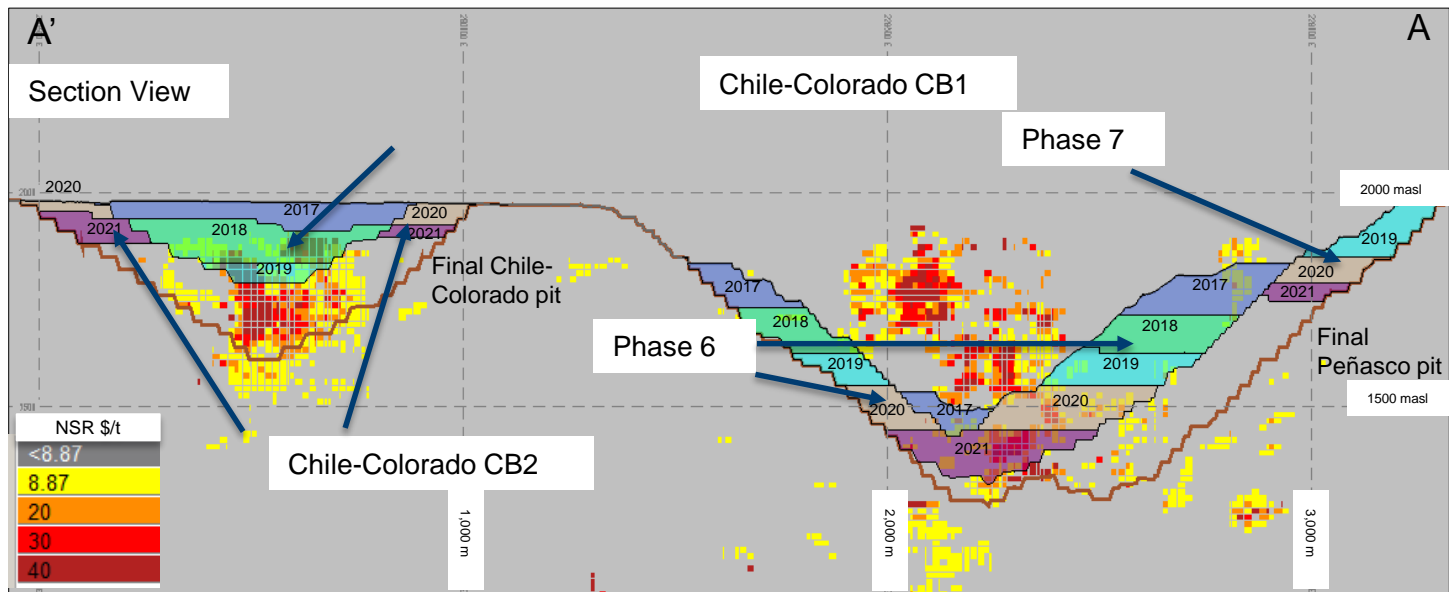 A'
A
Section View
Chile-Colorado CB1
Phase 7
2000 masl
2020
2017
2020
2021
2018
2021
2019
Final Chile-
Colorado pit
2017
2018
2019
2020
2017
2020
2021
2017
2018
2019
2019
2020
2021
Phase 6
Final
Peñasco pit
1500 masl
Chile-Colorado CB2
NSR $/t
<8.87
8.87
20
30
40
1,000 m
2,000 m
3,000 m